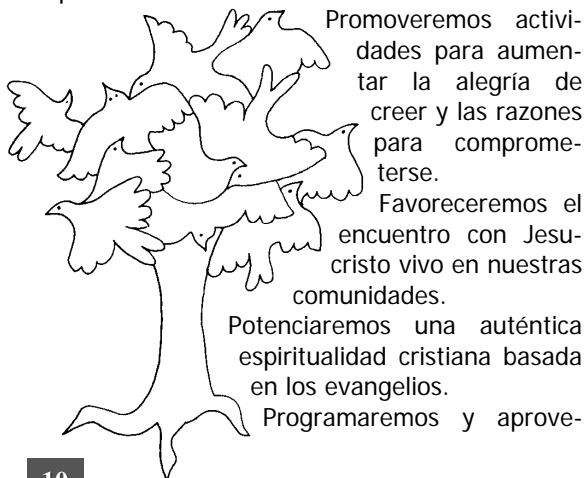 Promoveremos activi-
dades para aumen-
tar la alegría de
creer y las razones
para comprome-
terse.
Favoreceremos el
encuentro con Jesu-
cristo vivo en nuestras
comunidades.
Potenciaremos una auténtica
espiritualidad cristiana basada
en los evangelios.
Programaremos y aprove-